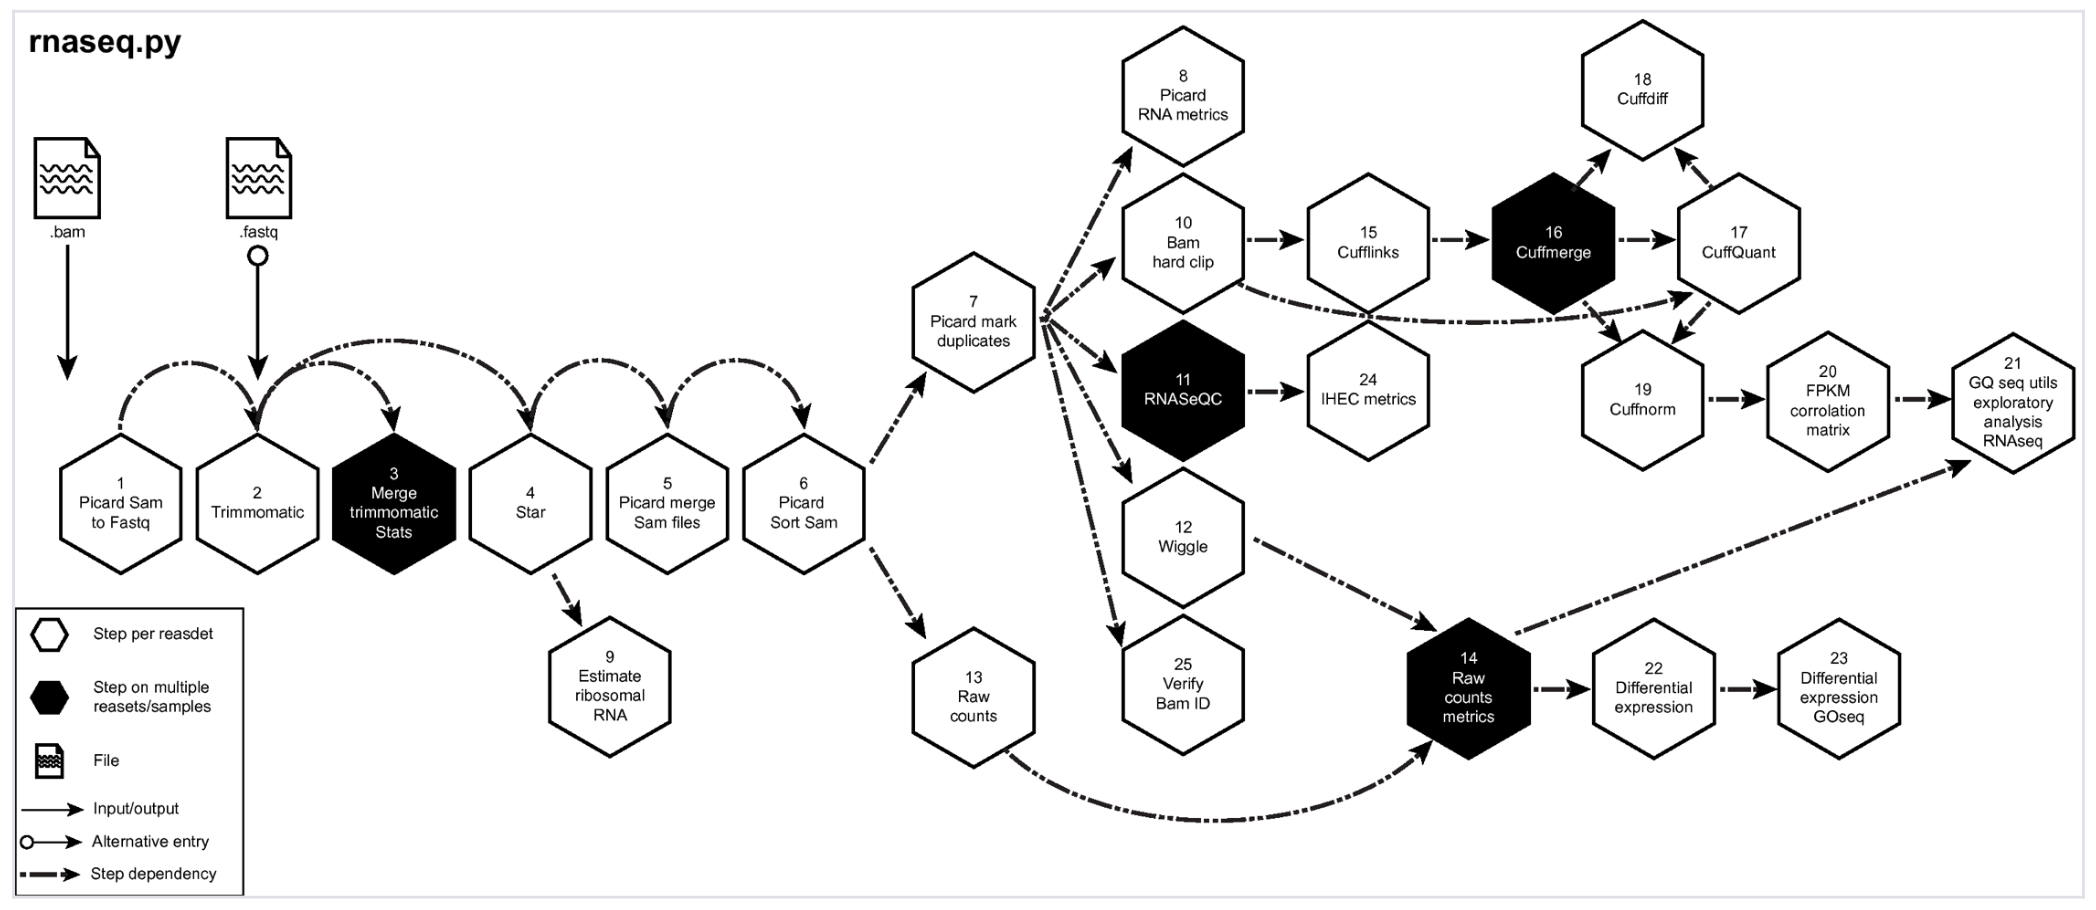 rnaseq.py
.bam
.fastq
1
Picard Sam
to Fastq
2
Trimmomatic
3
Merge
trimmomatic
Stats
4
Star
5
Picard merge
Sam files
6
Picard
Sort Sam
7
Picard mark
duplicates
8
Picard
RNA metrics
9
Estimate
ribosomal
RNA
10
Bam
hard clip
11
RNASeQC
12
Wiggle
13
Raw
counts
14
Raw
counts
metrics
15
Cufflinks
16
Cuffmerge
17
CuffQuant
18
Cuffdiff
19
Cuffnorm
20
FPKM
corrolation
matrix
21
GQ seq utils
exploratory
analysis
RNAseq
22
Differential
expression
23
Differential
expression
GOseq
24
IHEC metrics
25
Verify
Bam ID
Step per reasdet
Step on multiple
reasets/samples
File
Input/output
Alternative entry
Step dependency